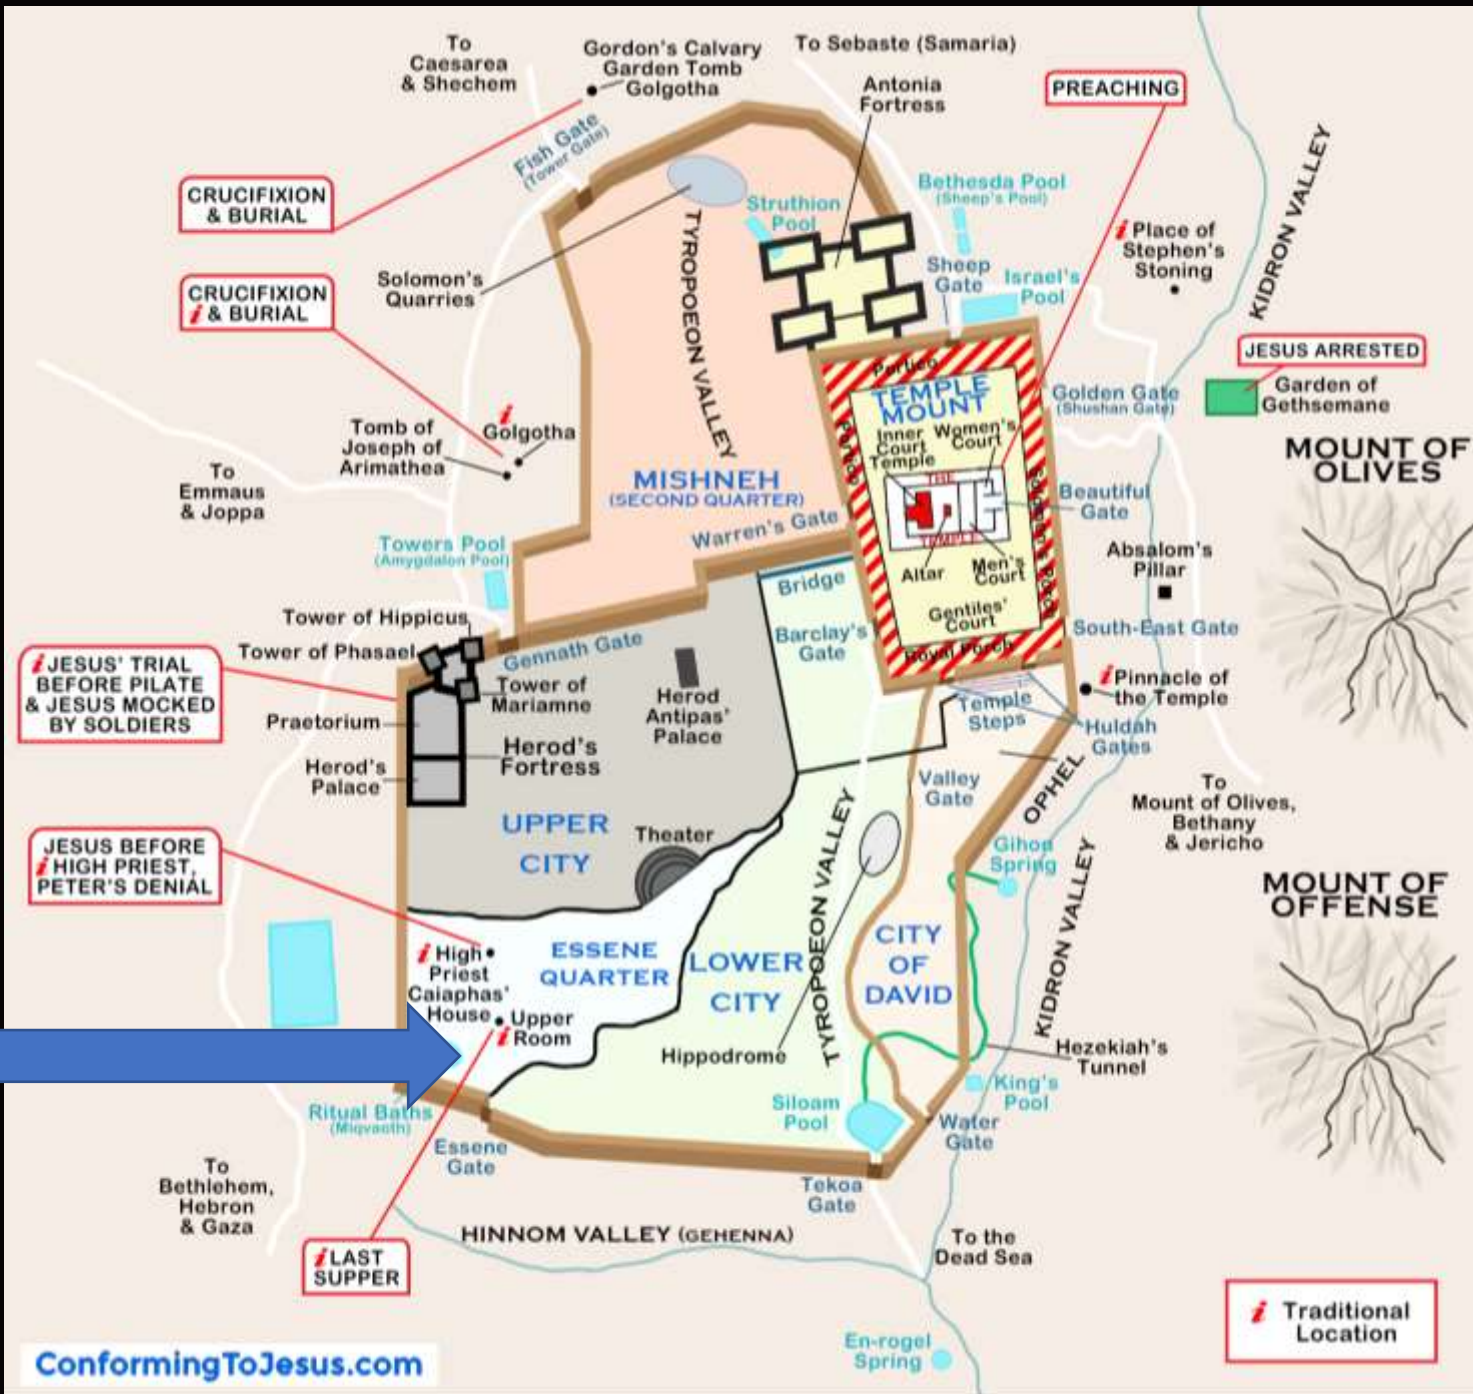 To
Caesarea
& Shechem
Gordon's Calvary
Garden Tomb
Golgotha
To Sebaste (Samaria)
Antonia
Fortress
PREACHING
Fish Gate
(Tower Gate)
CRUCIFIXION
& BURIAL
Struthion
Pool
Bethesda Pool
(Sheep's Pool)
i Place of
Stephen's
Stoning
KIDRON VALLEY
Solomon's
Quarries
TYROPOEON VALLEY
Sheep
Gate
Israel's
Pool
CRUCIFIXION
i & BURIAL
JESUS ARRESTED
Garden of
Gethsemane
Portico
TEMPLE
MOUNT
Golden Gate
(Shushan Gate)
Portico
Inner
Court
Women's
Court
Temple
THE
TEMPLE
Altar
Men's
Court
Gentiles'
Court
Solomon's Porch
Royal Porch
Beautiful
Gate
MOUNT OF
OLIVES
i
Golgotha
Tomb of
Joseph of
Arimathea
To
Emmaus
& Joppa
MISHNEH
(SECOND QUARTER)
Warren's Gate
Absalom's
Pillar
Towers Pool
(Amygdalon Pool)
Bridge
Barclay's
Gate
South-East Gate
Tower of Hippicus
Tower of Phasael
Gennath Gate
Tower of
Mariamne
i JESUS' TRIAL
BEFORE PILATE
& JESUS MOCKED
BY SOLDIERS
Praetorium
Herod's
Palace
Herod's
Fortress
Herod
Antipas'
Palace
Temple
Steps
i Pinnacle of
the Temple
Huldah
Gates
Valley
Gate
OPHEL
To
Mount of Olives,
Bethany
& Jericho
UPPER
CITY
Theater
TYROPOEON VALLEY
Gihon
Spring
KIDRON VALLEY
MOUNT OF
OFFENSE
JESUS BEFORE
i HIGH PRIEST,
PETER'S DENIAL
i High
Priest
Caiaphas'
House
Upper
i Room
ESSENE
QUARTER
LOWER
CITY
CITY
OF
DAVID
Hippodrome
Hezekiah's
Tunnel
King's
Pool
Ritual Baths
(Miqvaoth)
Siloam
Pool
Water
Gate
Essene
Gate
Tekoa
Gate
To
Bethlehem,
Hebron
& Gaza
HINNOM VALLEY (GEHENNA)
To the
Dead Sea
i LAST
SUPPER
i Traditional
Location
En-rogel
Spring
ConformingToJesus.com